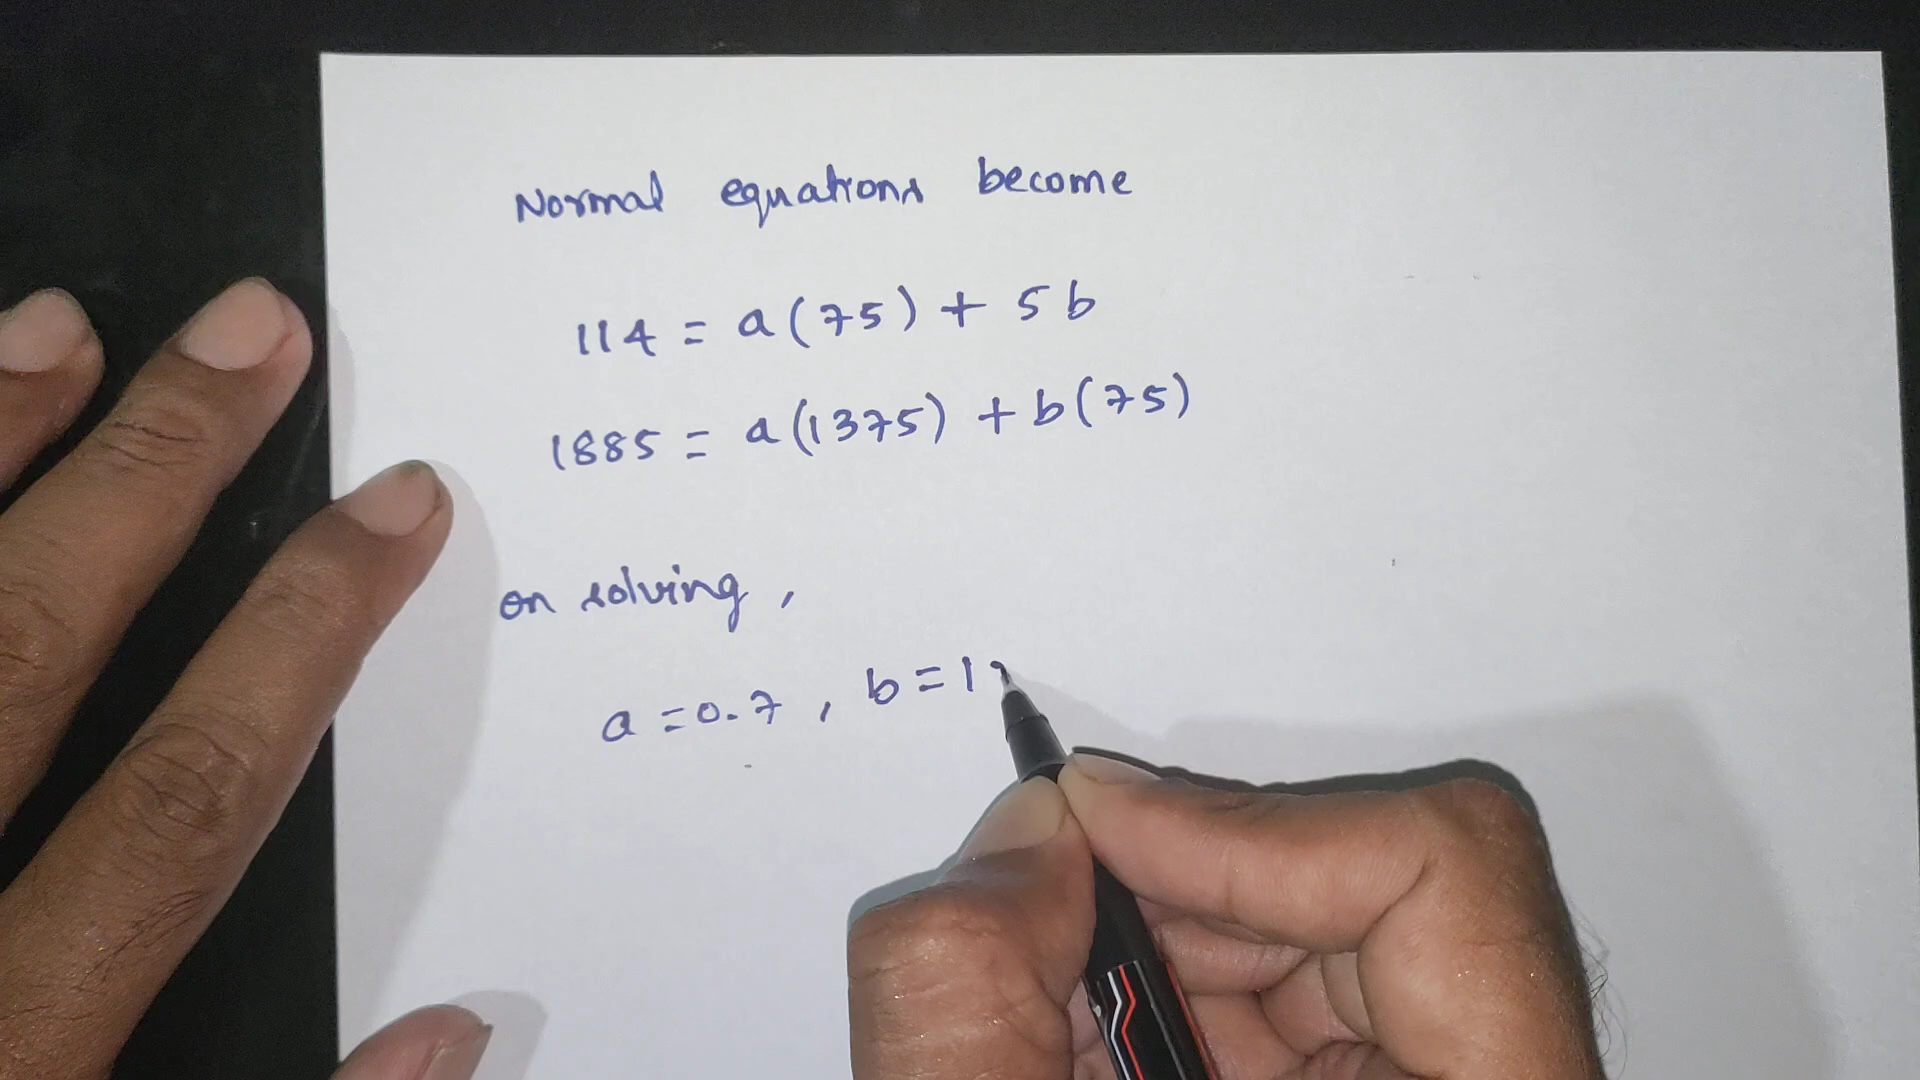 Normal equations become
114 = a(75) + 5b
1885 = a(1375) + b(75)
on solving,
a = 0.7, b = 1